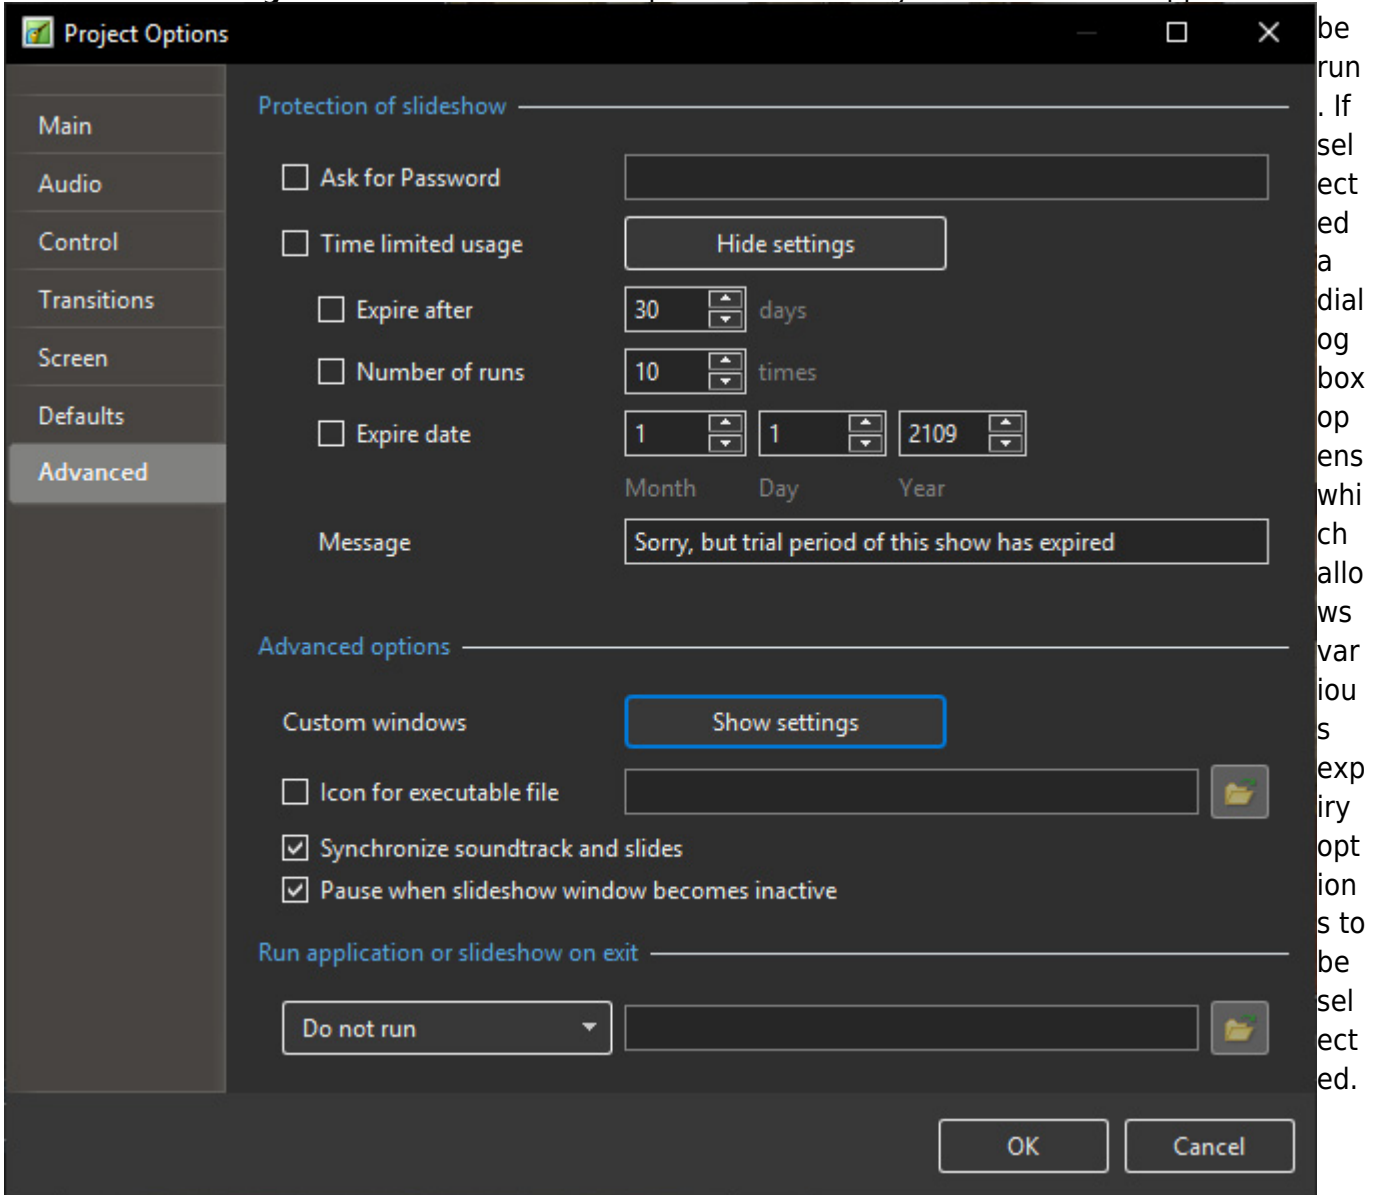 Project Options
Main
Audio
Control
Transitions
Screen
Defaults
Advanced
Protection of slideshow
Ask for Password
Time limited usage Hide settings
Expire after 30 days
Number of runs 10 times
Expire date 1 1 2109
Month Day Year
Message Sorry, but trial period of this show has expired
Advanced options
Custom windows Show settings
Icon for executable file
Synchronize soundtrack and slides
Pause when slideshow window becomes inactive
Run application or slideshow on exit
Do not run
OK Cancel
be
run
. If
sel
ect
ed
a
dial
og
box
op
ens
whi
ch
allo
ws
var
iou
s
exp
iry
opt
ion
s to
be
sel
ect
ed.